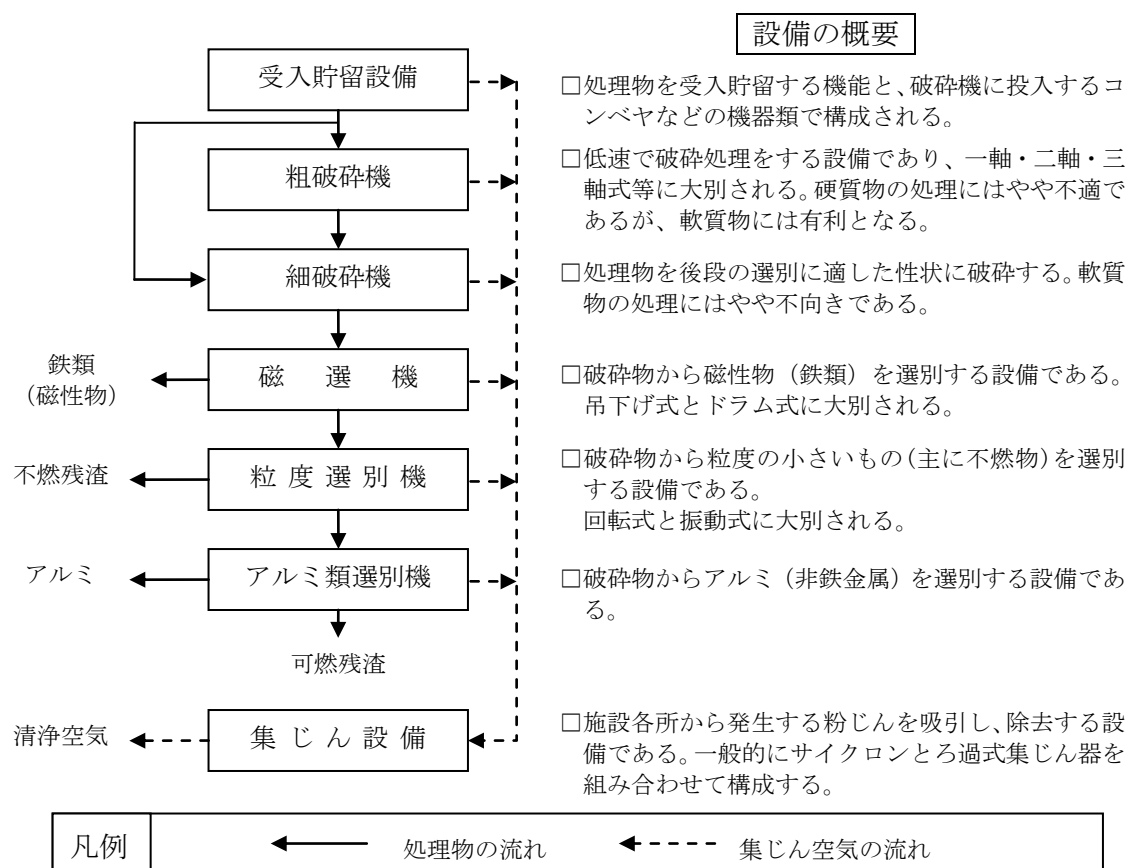 設備の概要
受入貯留設備
□処理物を受入貯留する機能と、破砕機に投入するコ
ンベヤなどの機器類で構成される。
粗破砕機
□低速で破砕処理をする設備であり、一軸・二軸・三
軸式等に大別される。硬質物の処理にはやや不適で
あるが、軟質物には有利となる。
細破砕機
□処理物を後段の選別に適した性状に破砕する。軟質
物の処理にはやや不向きである。
鉄類
(磁性物)
磁選機
□破砕物から磁性物（鉄類）を選別する設備である。
吊下げ式とドラム式に大別される。
不燃残渣
粒度選別機
□破砕物から粒度の小さいもの(主に不燃物)を選別
する設備である。
回転式と振動式に大別される。
アルミ
アルミ類選別機
□破砕物からアルミ（非鉄金属）を選別する設備であ
る。
可燃残渣
清浄空気
集じん設備
□施設各所から発生する粉じんを吸引し、除去する設
備である。一般的にサイクロンとろ過式集じん器を
組み合わせて構成する。
凡例
処理物の流れ
集じん空気の流れ